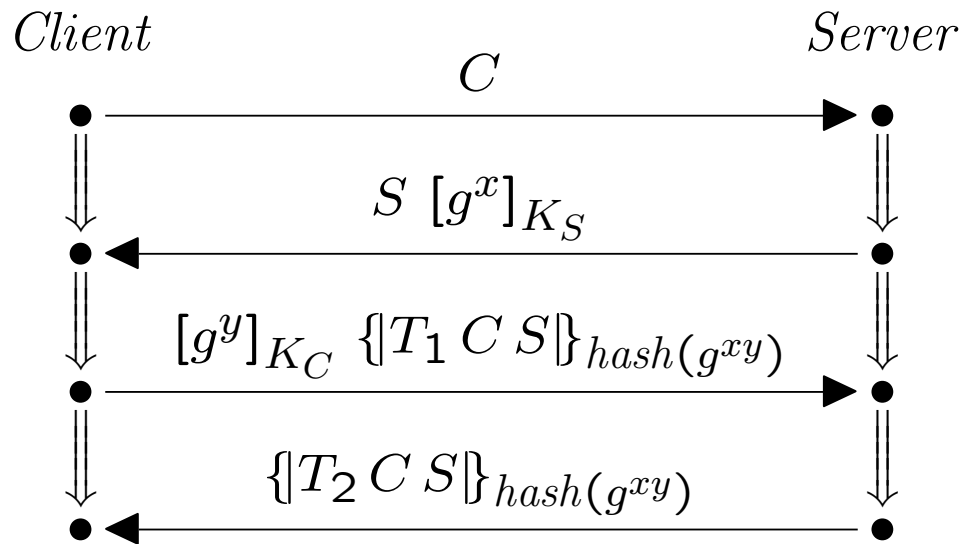 Client Server
C
S [g^x]_{K_S}
[g^y]_{K_C} {|T_1 C S|}_{hash(g^{xy})}
{|T_2 C S|}_{hash(g^{xy})}